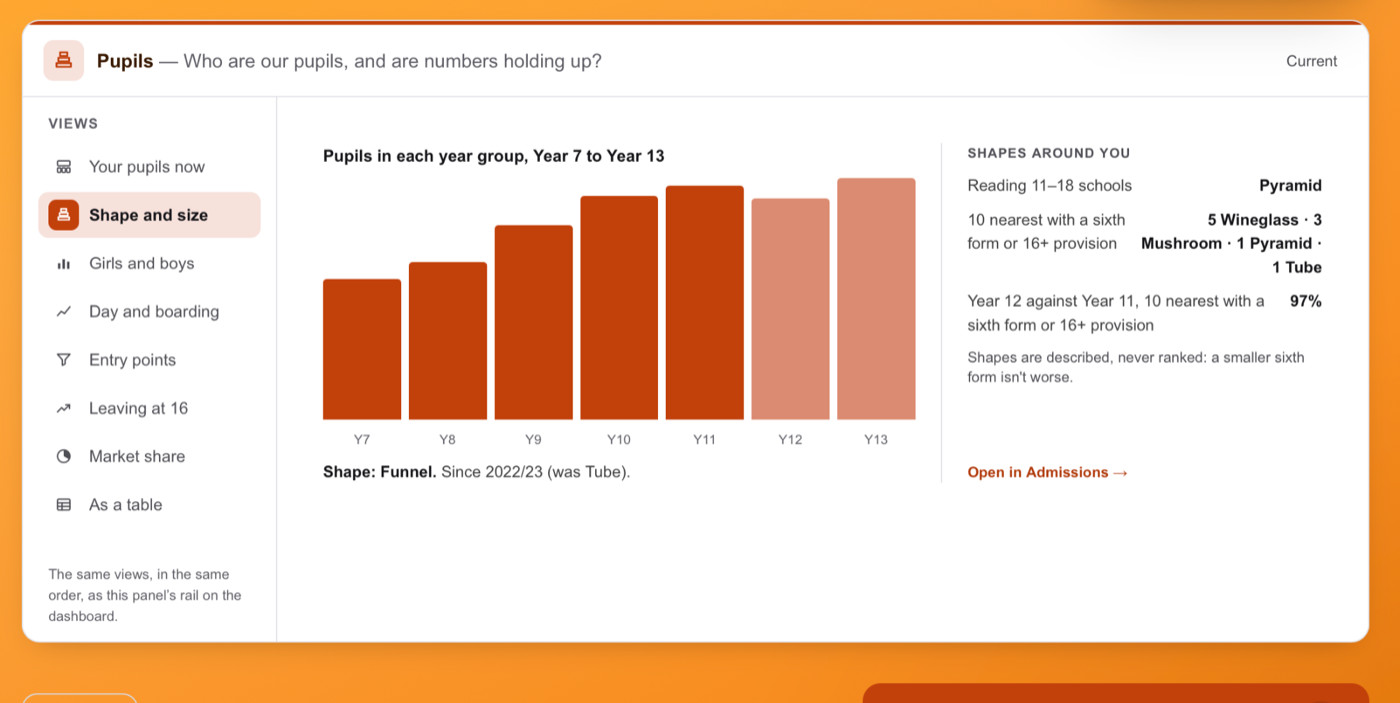 Pupils — Who are our pupils, and are numbers holding up?
Current
VIEWS
Your pupils now
Shape and size
Girls and boys
Day and boarding
Entry points
Leaving at 16
Market share
As a table
The same views, in the same
order, as this panel's rail on the
dashboard.
Pupils in each year group, Year 7 to Year 13
Y7 Y8 Y9 Y10 Y11 Y12 Y13
Shape: Funnel. Since 2022/23 (was Tube).
SHAPES AROUND YOU
Reading 11–18 schools Pyramid
10 nearest with a sixth 5 Wineglass · 3
form or 16+ provision Mushroom · 1 Pyramid ·
1 Tube
Year 12 against Year 11, 10 nearest with a 97%
sixth form or 16+ provision
Shapes are described, never ranked: a smaller sixth
form isn't worse.
Open in Admissions →